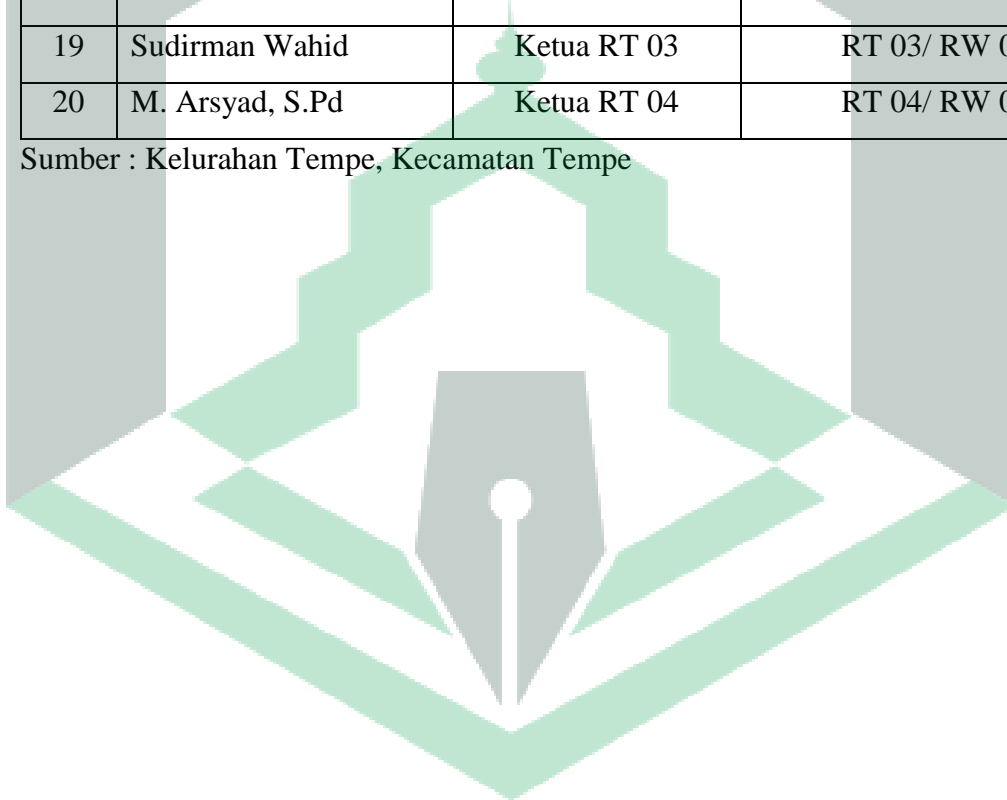 19 Sudirman Wahid Ketua RT 03 RT 03/ RW
20 M. Arsyad, S.Pd Ketua RT 04 RT 04/ RW
Sumber : Kelurahan Tempe, Kecamatan Tempe